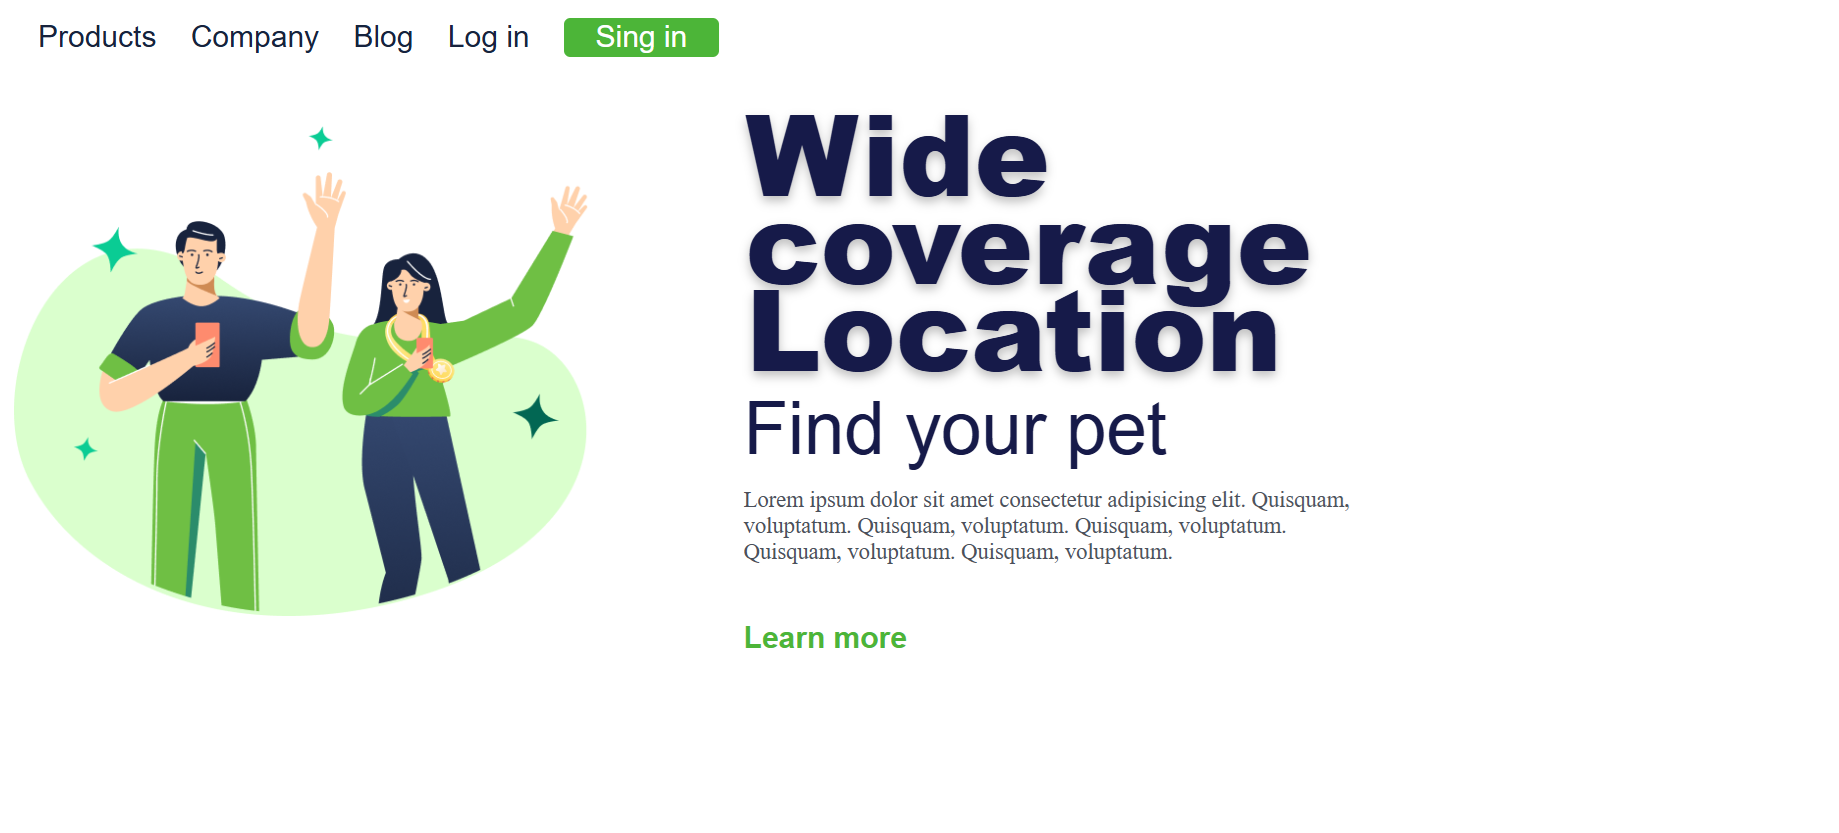 Products Company Blog Log in Sing in
Wide
coverage
Location
Find your pet
Lorem ipsum dolor sit amet consectetur adipisicing elit. Quisquam,
voluptatum. Quisquam, voluptatum. Quisquam, voluptatum.
Quisquam, voluptatum. Quisquam, voluptatum.
Learn more